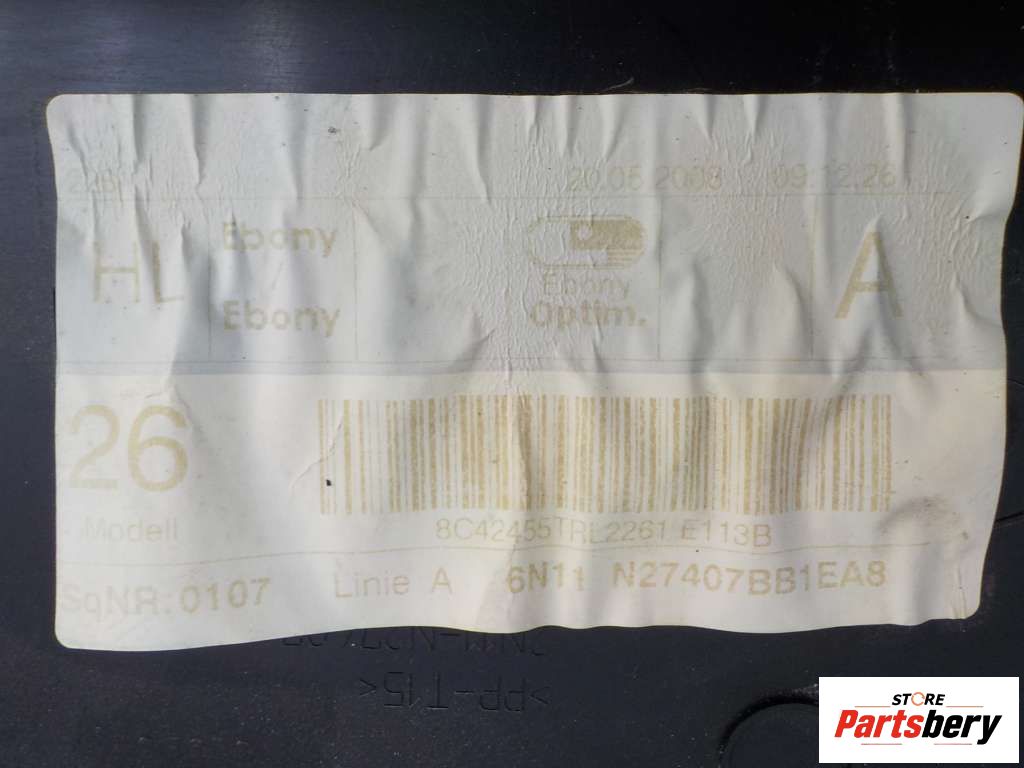 226
20.05.2008 09:12:26
HL
Ebony
Ebony
Ebony
Optim.
A
26
Modell
8C42455TRL2261 E113B
SqNR:0107 Linie A 6N11 N27407BB1EA8
>PP-T15<
STORE
Partsbery